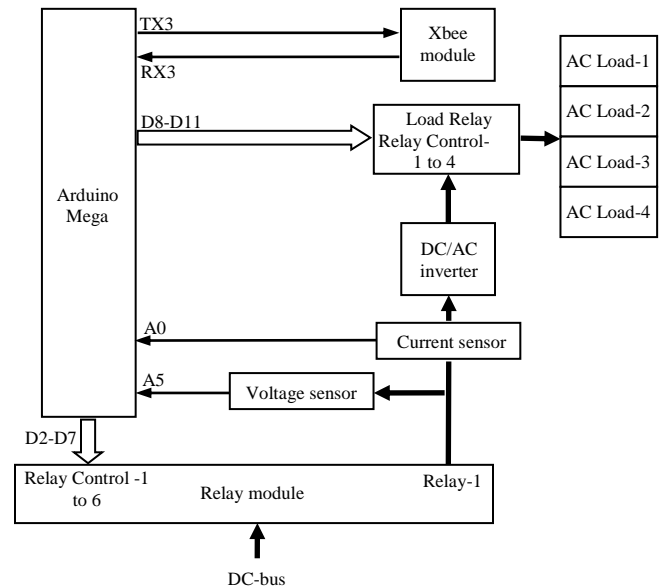 TX3
Xbee
module
RX3
AC Load-1
AC Load-2
AC Load-3
AC Load-4
D8-D11
Load Relay
Relay Control-
1 to 4
Arduino
Mega
DC/AC
inverter
A0
Current sensor
A5
Voltage sensor
D2-D7
Relay Control -1
to 6
Relay module
Relay-1
DC-bus